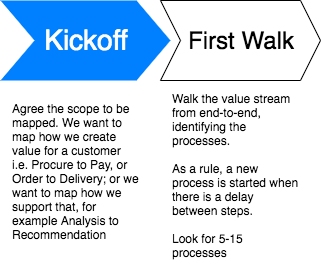 Kickoff
First Walk
Agree the scope to be
mapped. We want to
map how we create
value for a customer
i.e. Procure to Pay, or
Order to Delivery; or we
want to map how we
support that, for
example Analysis to
Recommendation
Walk the value stream
from end-to-end,
identifying the
processes.
As a rule, a new
process is started when
there is a delay
between steps.
Look for 5-15
processes